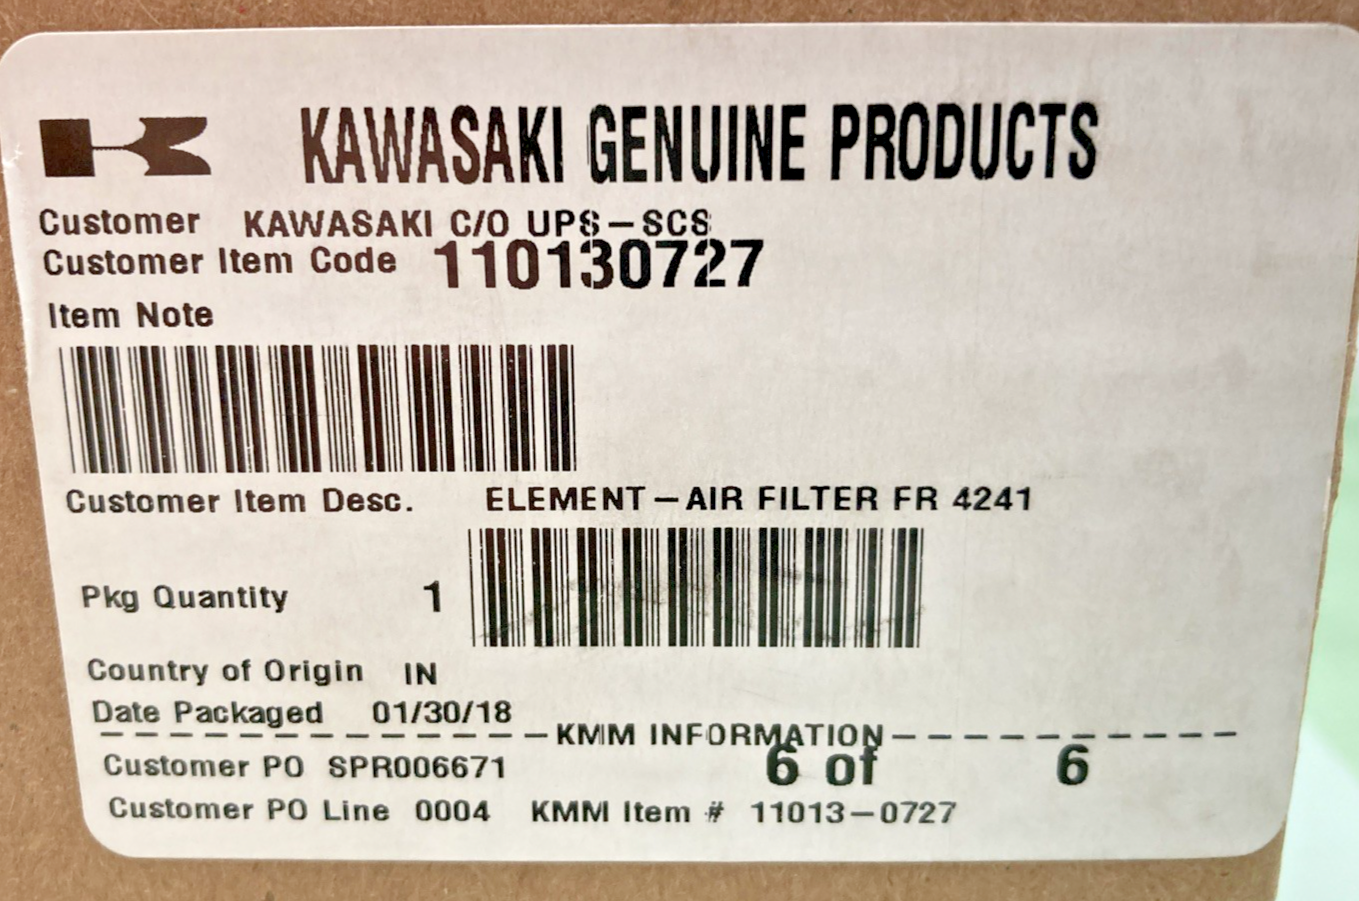 KAWASAKI GENUINE PRODUCTS
Customer KAWASAKI C/O UPS-SCS
Customer Item Code 110130727
Item Note
Customer Item Desc. ELEMENT-AIR FILTER FR 4241
Pkg Quantity 1
Country of Origin IN
Date Packaged 01/30/18
KMM INFORMATION
Customer PO SPR006671 6 of 6
Customer PO Line 0004 KMM Item # 11013-0727